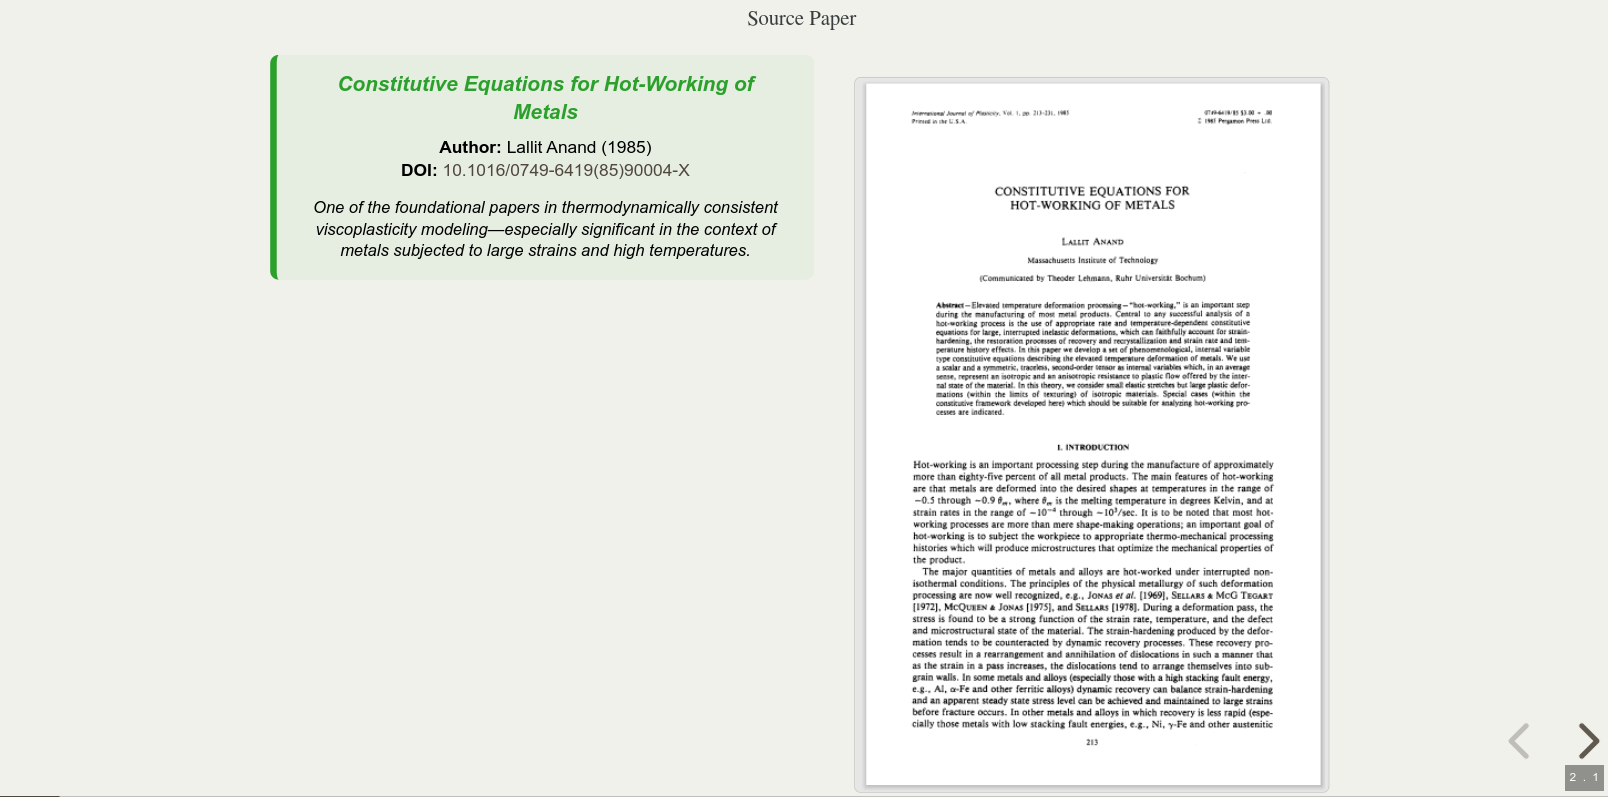 Source Paper
Constitutive Equations for Hot-Working of
Metals
Author: Lallit Anand (1985)
DOI: 10.1016/0749-6419(85)90004-X
One of the foundational papers in thermodynamically consistent
viscoplasticity modeling—especially significant in the context of
metals subjected to large strains and high temperatures.
International Journal of Plasticity, Vol. 1, pp. 213-231, 1985
Printed in the U.S.A.
0749-6419/85 $3.00 + .00
© 1985 Pergamon Press Ltd.
CONSTITUTIVE EQUATIONS FOR
HOT-WORKING OF METALS
LALLIT ANAND
Massachusetts Institute of Technology
(Communicated by Theoder Lehmann, Ruhr Universität Bochum)
Abstract—Elevated temperature deformation processing—"hot-working," is an important step
during the manufacturing of most metal products. Central to any successful analysis of a
hot-working process is the use of appropriate rate and temperature-dependent constitutive
equations for large, interrupted inelastic deformations, which can faithfully account for strain-
hardening, the restoration processes of recovery and recrystallization and strain rate and tem-
perature history effects. In this paper we develop a set of phenomenological, internal variable
type constitutive equations describing the elevated temperature deformation of metals. We use
a scalar and a symmetric, traceless, second-order tensor as internal variables which, in an average
sense, represent an isotropic and an anisotropic resistance to plastic flow offered by the inter-
nal state of the material. In this theory, we consider small elastic stretches but large plastic defor-
mations (within the limits of texturing) of isotropic materials. Special cases (within the
constitutive framework developed here) which should be suitable for analyzing hot-working pro-
cesses are indicated.
I. INTRODUCTION
Hot-working is an important processing step during the manufacture of approximately
more than eighty-five percent of all metal products. The main features of hot-working
are that metals are deformed into the desired shapes at temperatures in the range of
~0.5 through ~0.9 θm, where θm is the melting temperature in degrees Kelvin, and at
strain rates in the range of ~10⁻⁴ through ~10³/sec. It is to be noted that most hot-
working processes are more than mere shape-making operations; an important goal of
hot-working is to subject the workpiece to appropriate thermo-mechanical processing
histories which will produce microstructures that optimize the mechanical properties of
the product.
The major quantities of metals and alloys are hot-worked under interrupted non-
isothermal conditions. The principles of the physical metallurgy of such deformation
processing are now well recognized, e.g., JONAS et al. [1969], SELLARS & MCG TEGART
[1972], MCQUEEN & JONAS [1975], and SELLARS [1978]. During a deformation pass, the
stress is found to be a strong function of the strain rate, temperature, and the defect
and microstructural state of the material. The strain-hardening produced by the defor-
mation tends to be counteracted by dynamic recovery processes. These recovery pro-
cesses result in a rearrangement and annihilation of dislocations in such a manner that
as the strain in a pass increases, the dislocations tend to arrange themselves into sub-
grain walls. In some metals and alloys (especially those with a high stacking fault energy,
e.g., Al, α-Fe and other ferritic alloys) dynamic recovery can balance strain-hardening
and an apparent steady state stress level can be achieved and maintained to large strains
before fracture occurs. In other metals and alloys in which recovery is less rapid (espe-
cially those metals with low stacking fault energies, e.g., Ni, γ-Fe and other austenitic
213
2 . 1